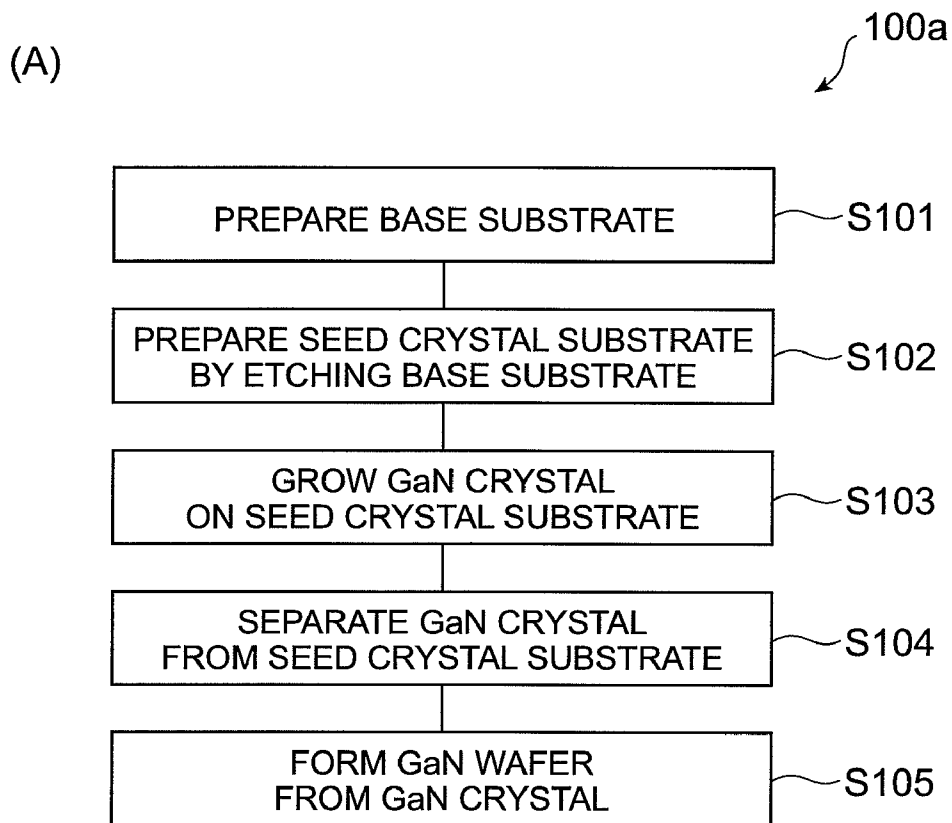 100a
(A)
PREPARE BASE SUBSTRATE
S101
PREPARE SEED CRYSTAL SUBSTRATE
BY ETCHING BASE SUBSTRATE
S102
GROW GaN CRYSTAL
ON SEED CRYSTAL SUBSTRATE
S103
SEPARATE GaN CRYSTAL
FROM SEED CRYSTAL SUBSTRATE
S104
FORM GaN WAFER
FROM GaN CRYSTAL
S105